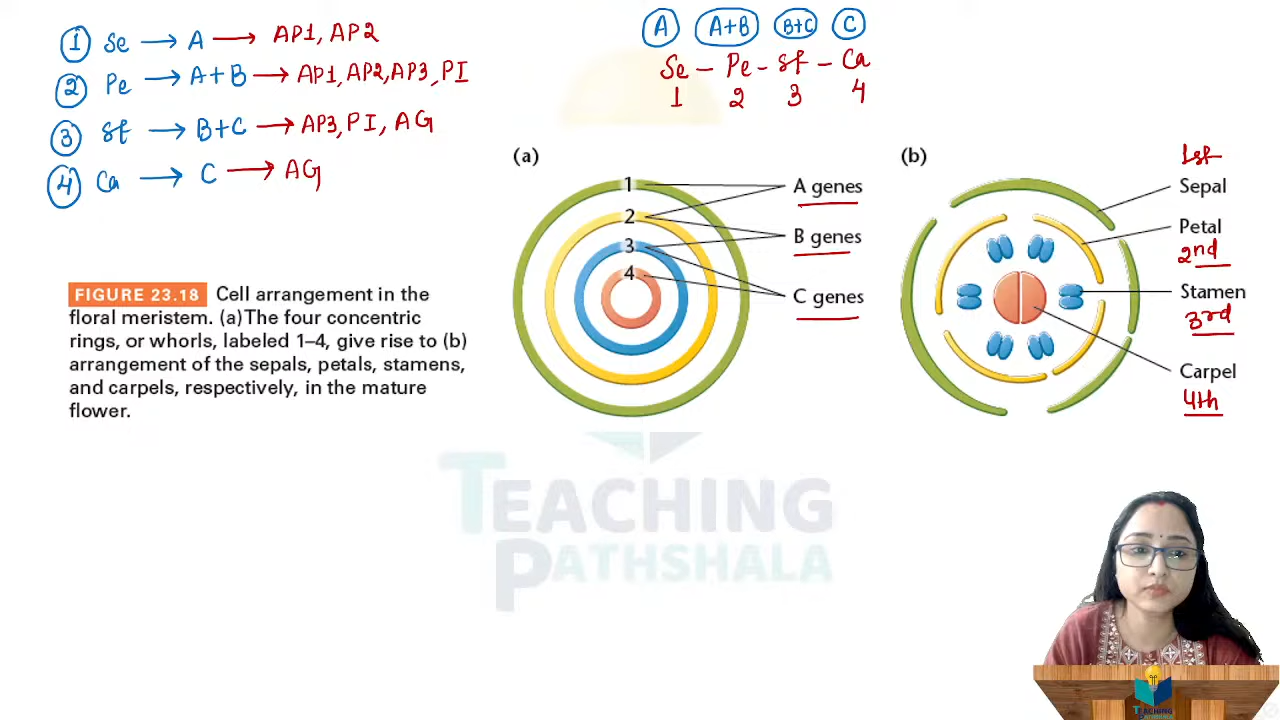 1 Se → A → AP1, AP2
2 Pe → A+B → AP1, AP2, AP3, PI
3 St → B+C → AP3, PI, AG
4 Ca → C → AG
A A+B B+C C
Se – Pe – St – Ca
1 2 3 4
FIGURE 23.18 Cell arrangement in the
floral meristem. (a)The four concentric
rings, or whorls, labeled 1–4, give rise to (b)
arrangement of the sepals, petals, stamens,
and carpels, respectively, in the mature
flower.
(a)
1
2
3
4
A genes
B genes
C genes
(b)
1st
Sepal
Petal
2nd
Stamen
3rd
Carpel
4th
TEACHING
PATHSHALA
TEACHING
PATHSHALA